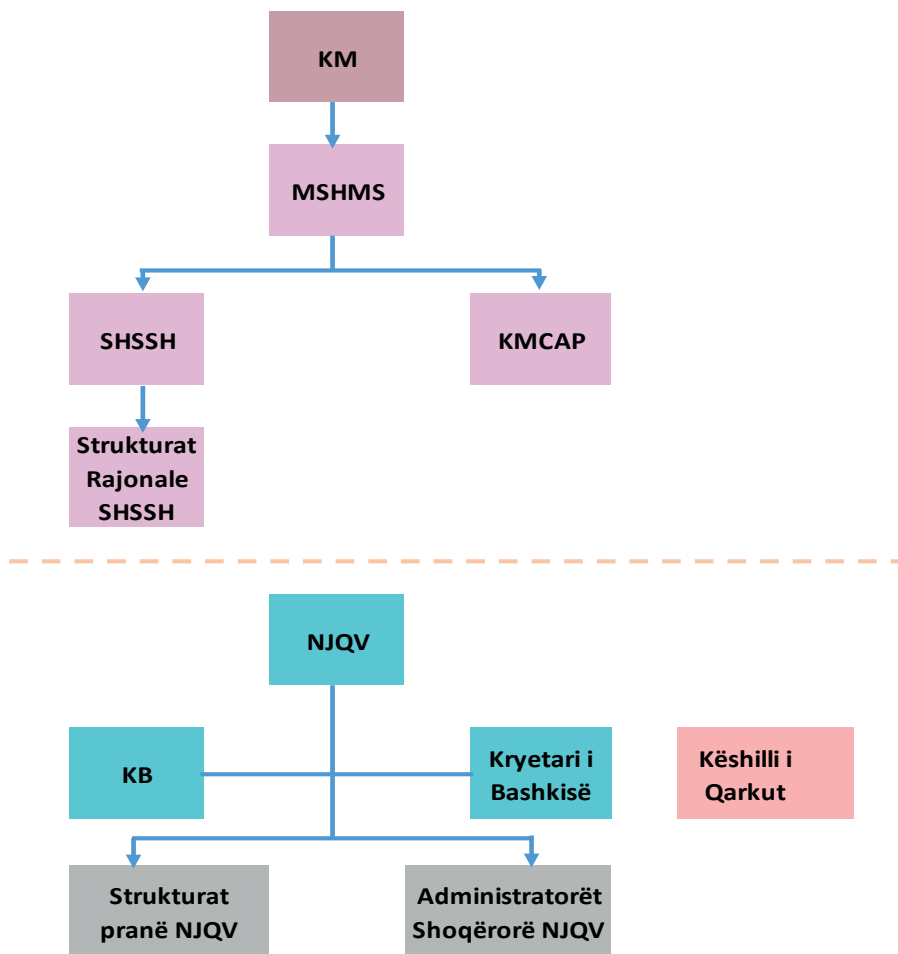 KM
MSHMS
SHSSH
KMCAP
Strukturat
Rajonale
SHSSH
NJQV
KB
Kryetari i
Bashkisë
Këshilli i
Qarkut
Strukturat
pranë NJQV
Administratorët
Shoqërorë NJQV